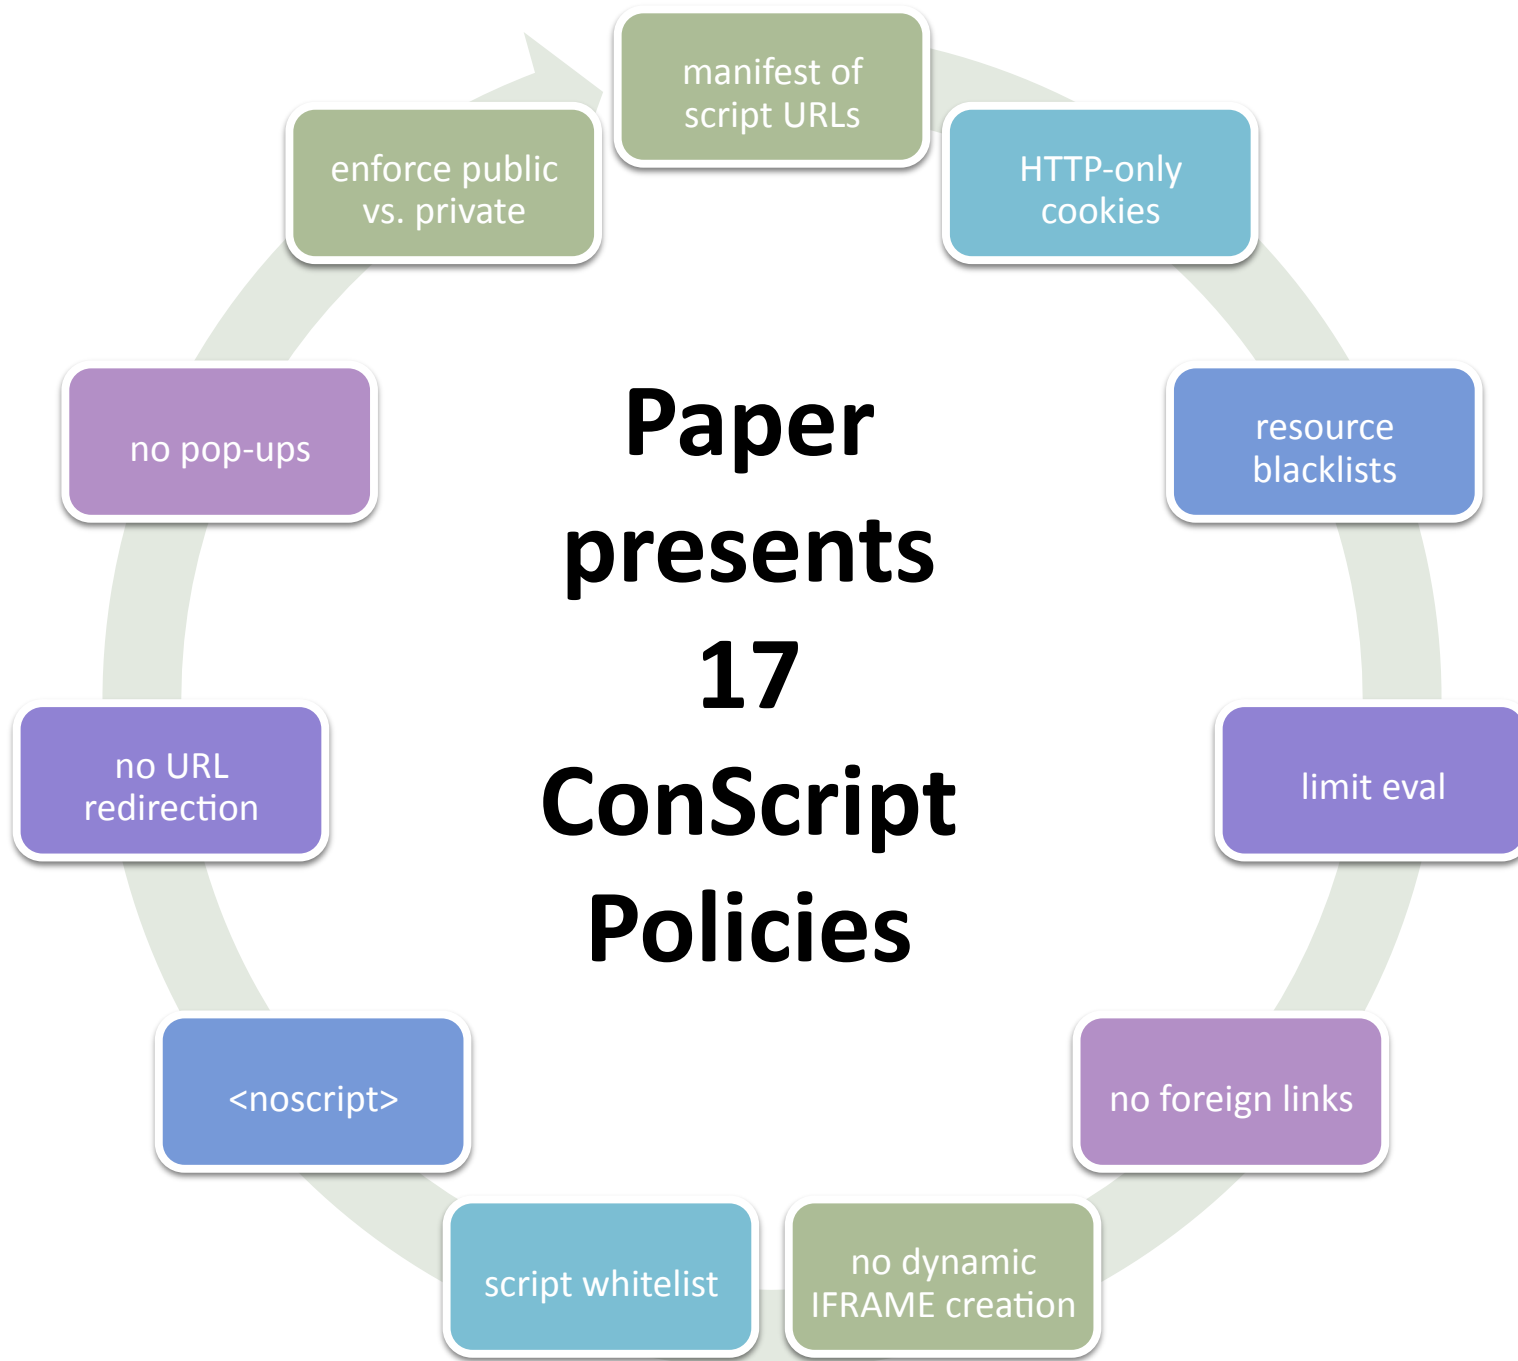 manifest of
script URLs
HTTP-only
cookies
resource
blacklists
limit eval
no foreign links
no dynamic
IFRAME creation
script whitelist
<noscript>
no URL
redirection
no pop-ups
enforce public
vs. private
Paper
presents
17
ConScript
Policies